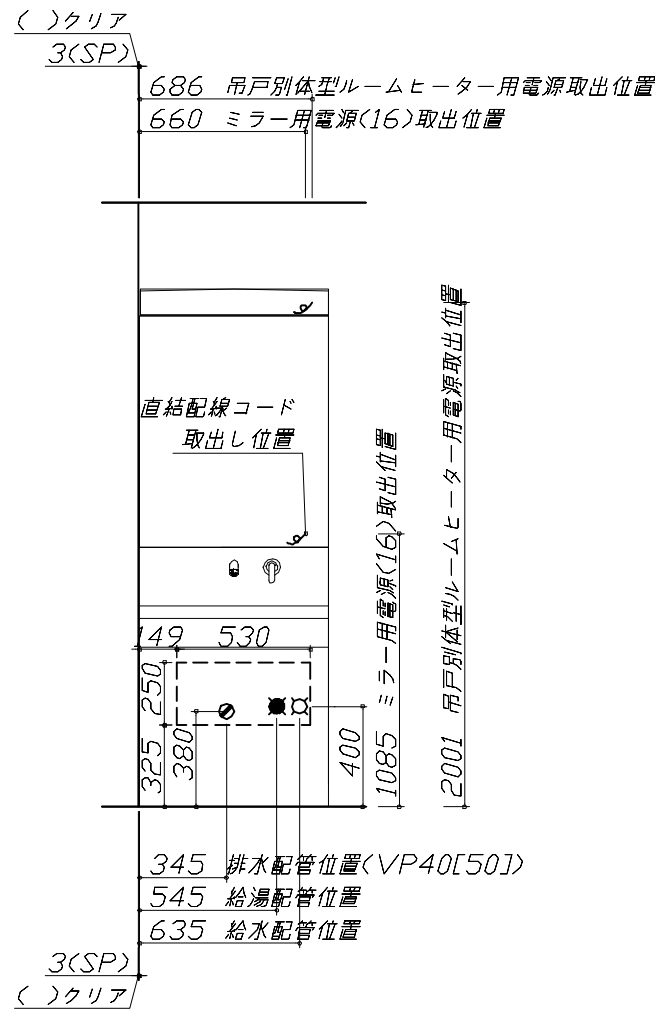 ( )クリア
3(SP)
686 吊戸別体型ルームヒーター用電源取出位置
660 ミラー用電源(16)取出位置
直結配線コード
取出し位置
149 530
250
325
380
400
1085 ミラー用電源(16)取出位置
2001 吊戸別体型ルームヒーター用電源取出位置
345 排水配管位置(VP40[50])
545 給湯配管位置
635 給水配管位置
3(SP)
( )クリア